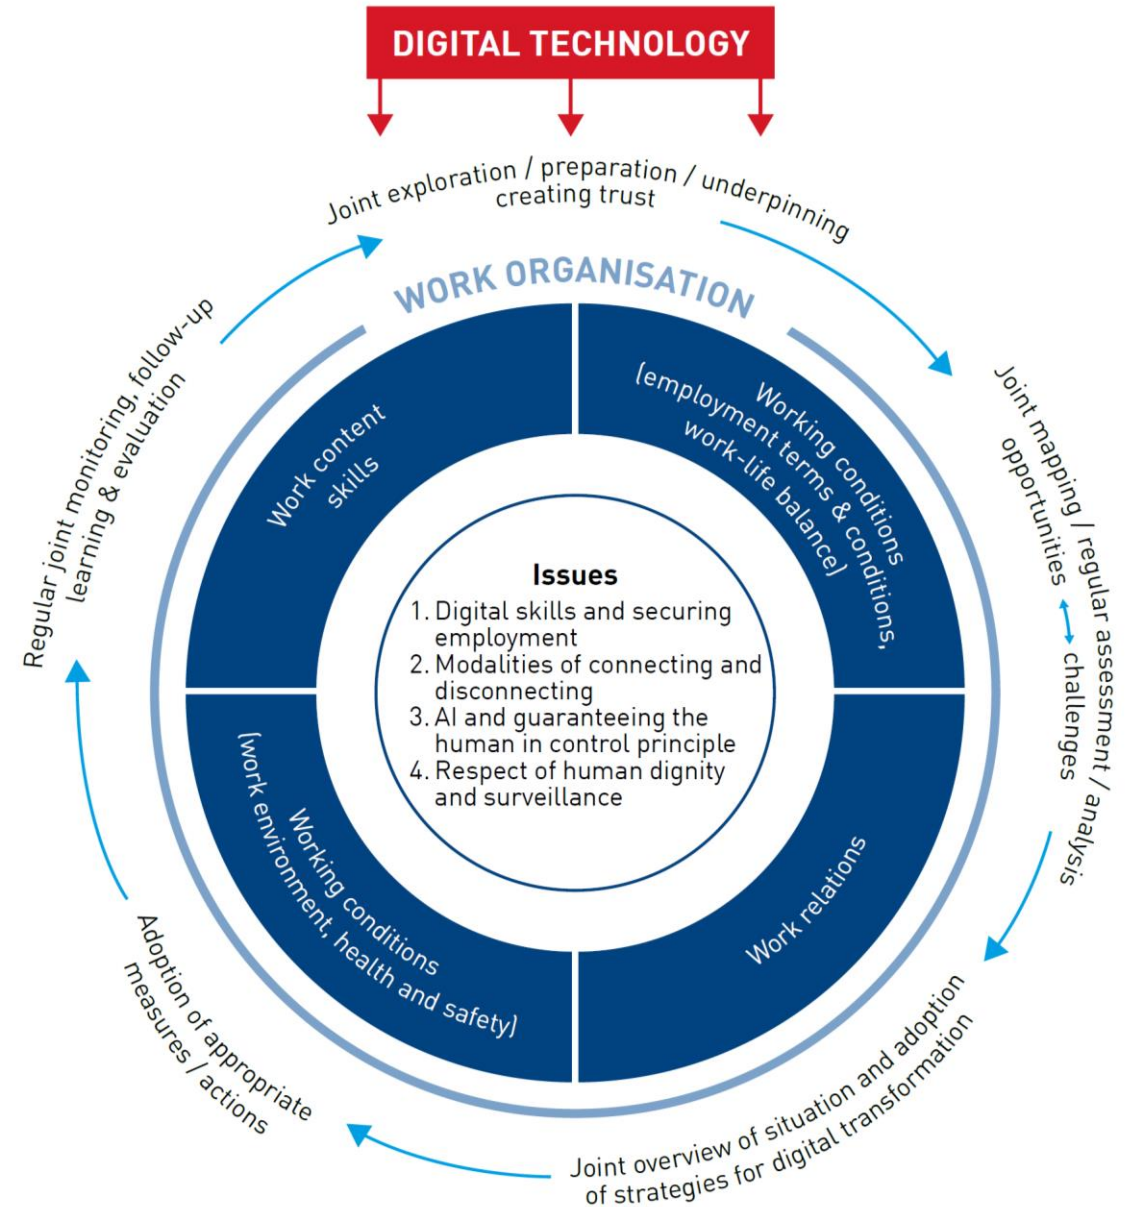 DIGITAL TECHNOLOGY
Joint exploration / preparation / underpinning
creating trust
WORK ORGANISATION
Joint mapping / regular assessment / analysis
opportunities
challenges
Joint overview of situation and adoption
of strategies for digital transformation
Adoption of appropriate
measures / actions
Regular joint monitoring, follow-up
learning & evaluation
Work content
skills
Working conditions
(employment terms & conditions,
work-life balance)
Work relations
Working conditions
(work environment, health and safety)
Issues
1. Digital skills and securing
employment
2. Modalities of connecting and
disconnecting
3. AI and guaranteeing the
human in control principle
4. Respect of human dignity
and surveillance